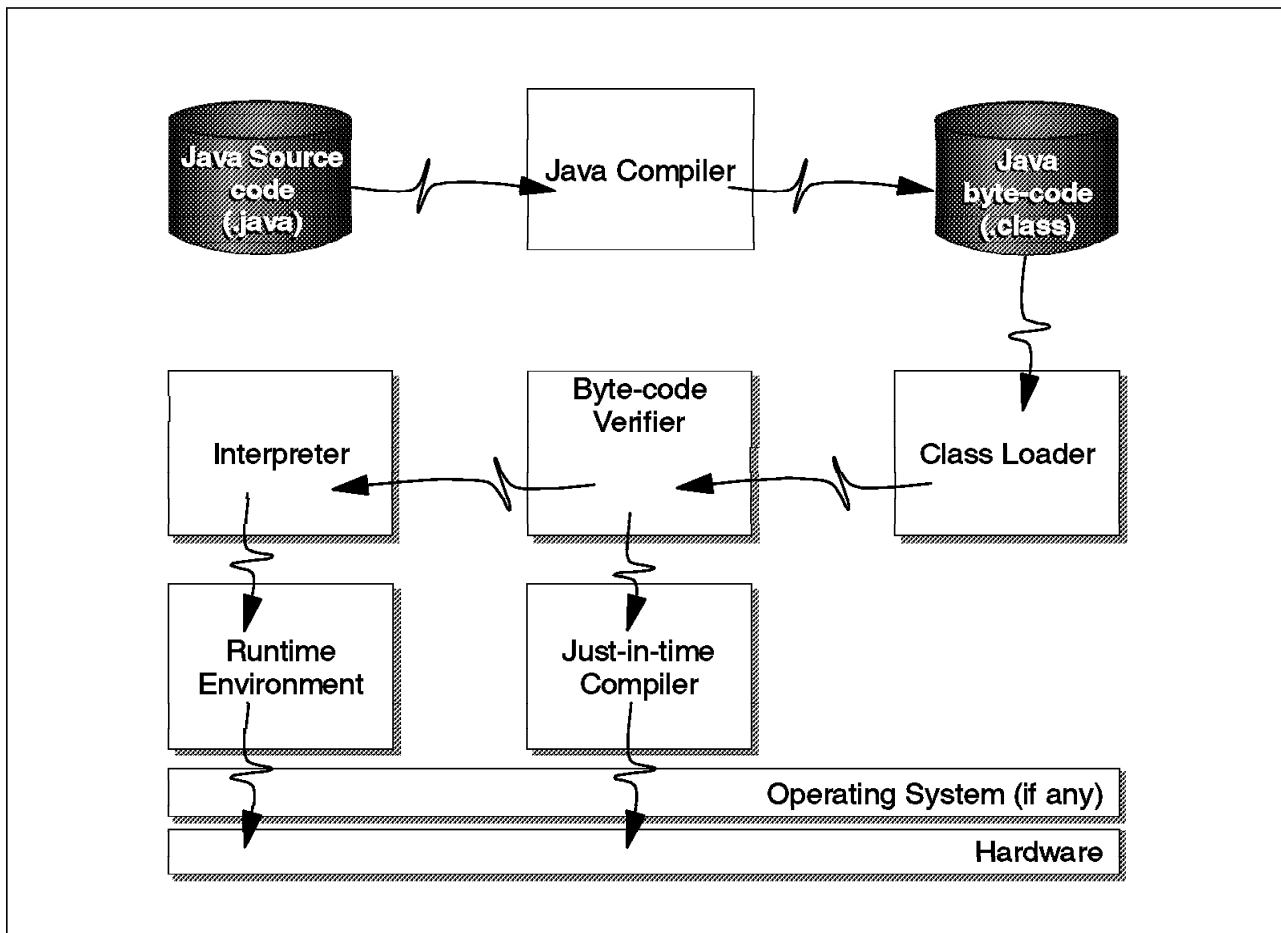 Java Source
code
(.java)
Java Compiler
Java
byte-code
(.class)
Interpreter
Byte-code
Verifier
Class Loader
Runtime
Environment
Just-in-time
Compiler
Operating System (if any)
Hardware